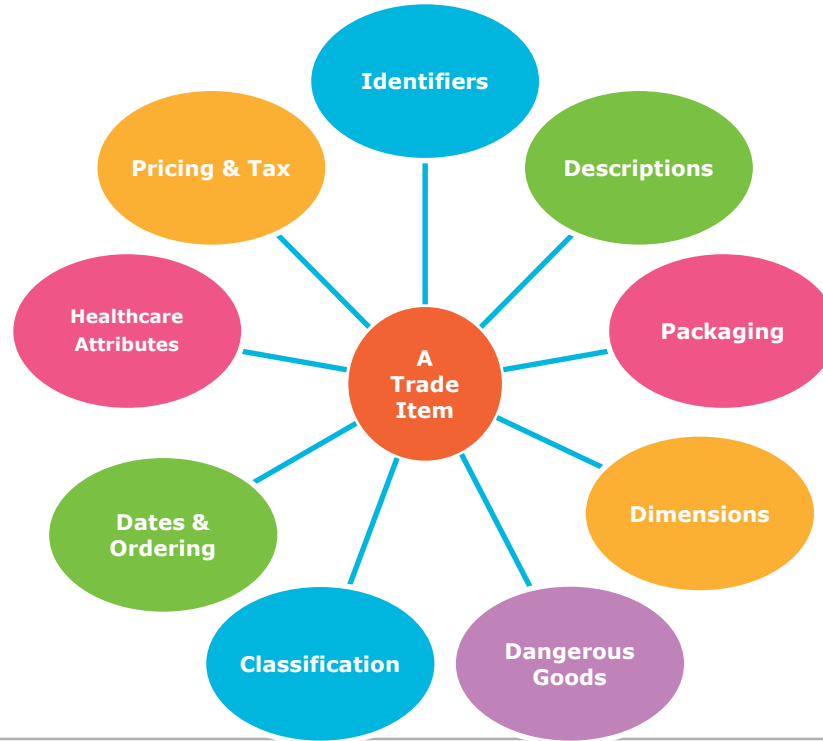 Identifiers
Descriptions
Packaging
Dimensions
Dangerous
Goods
Classification
Dates &
Ordering
Healthcare
Attributes
Pricing & Tax
A
Trade
Item